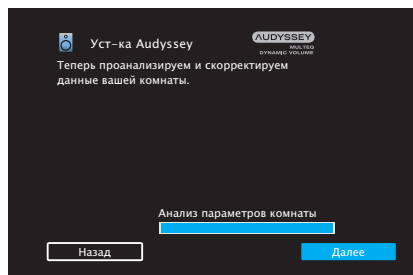 Уст-ка Audyssey
AUDYSSEY
MULTEQ
DYNAMIC VOLUME
Теперь проанализируем и скорректируем
данные вашей комнаты.
Анализ параметров комнаты
Назад
Далее